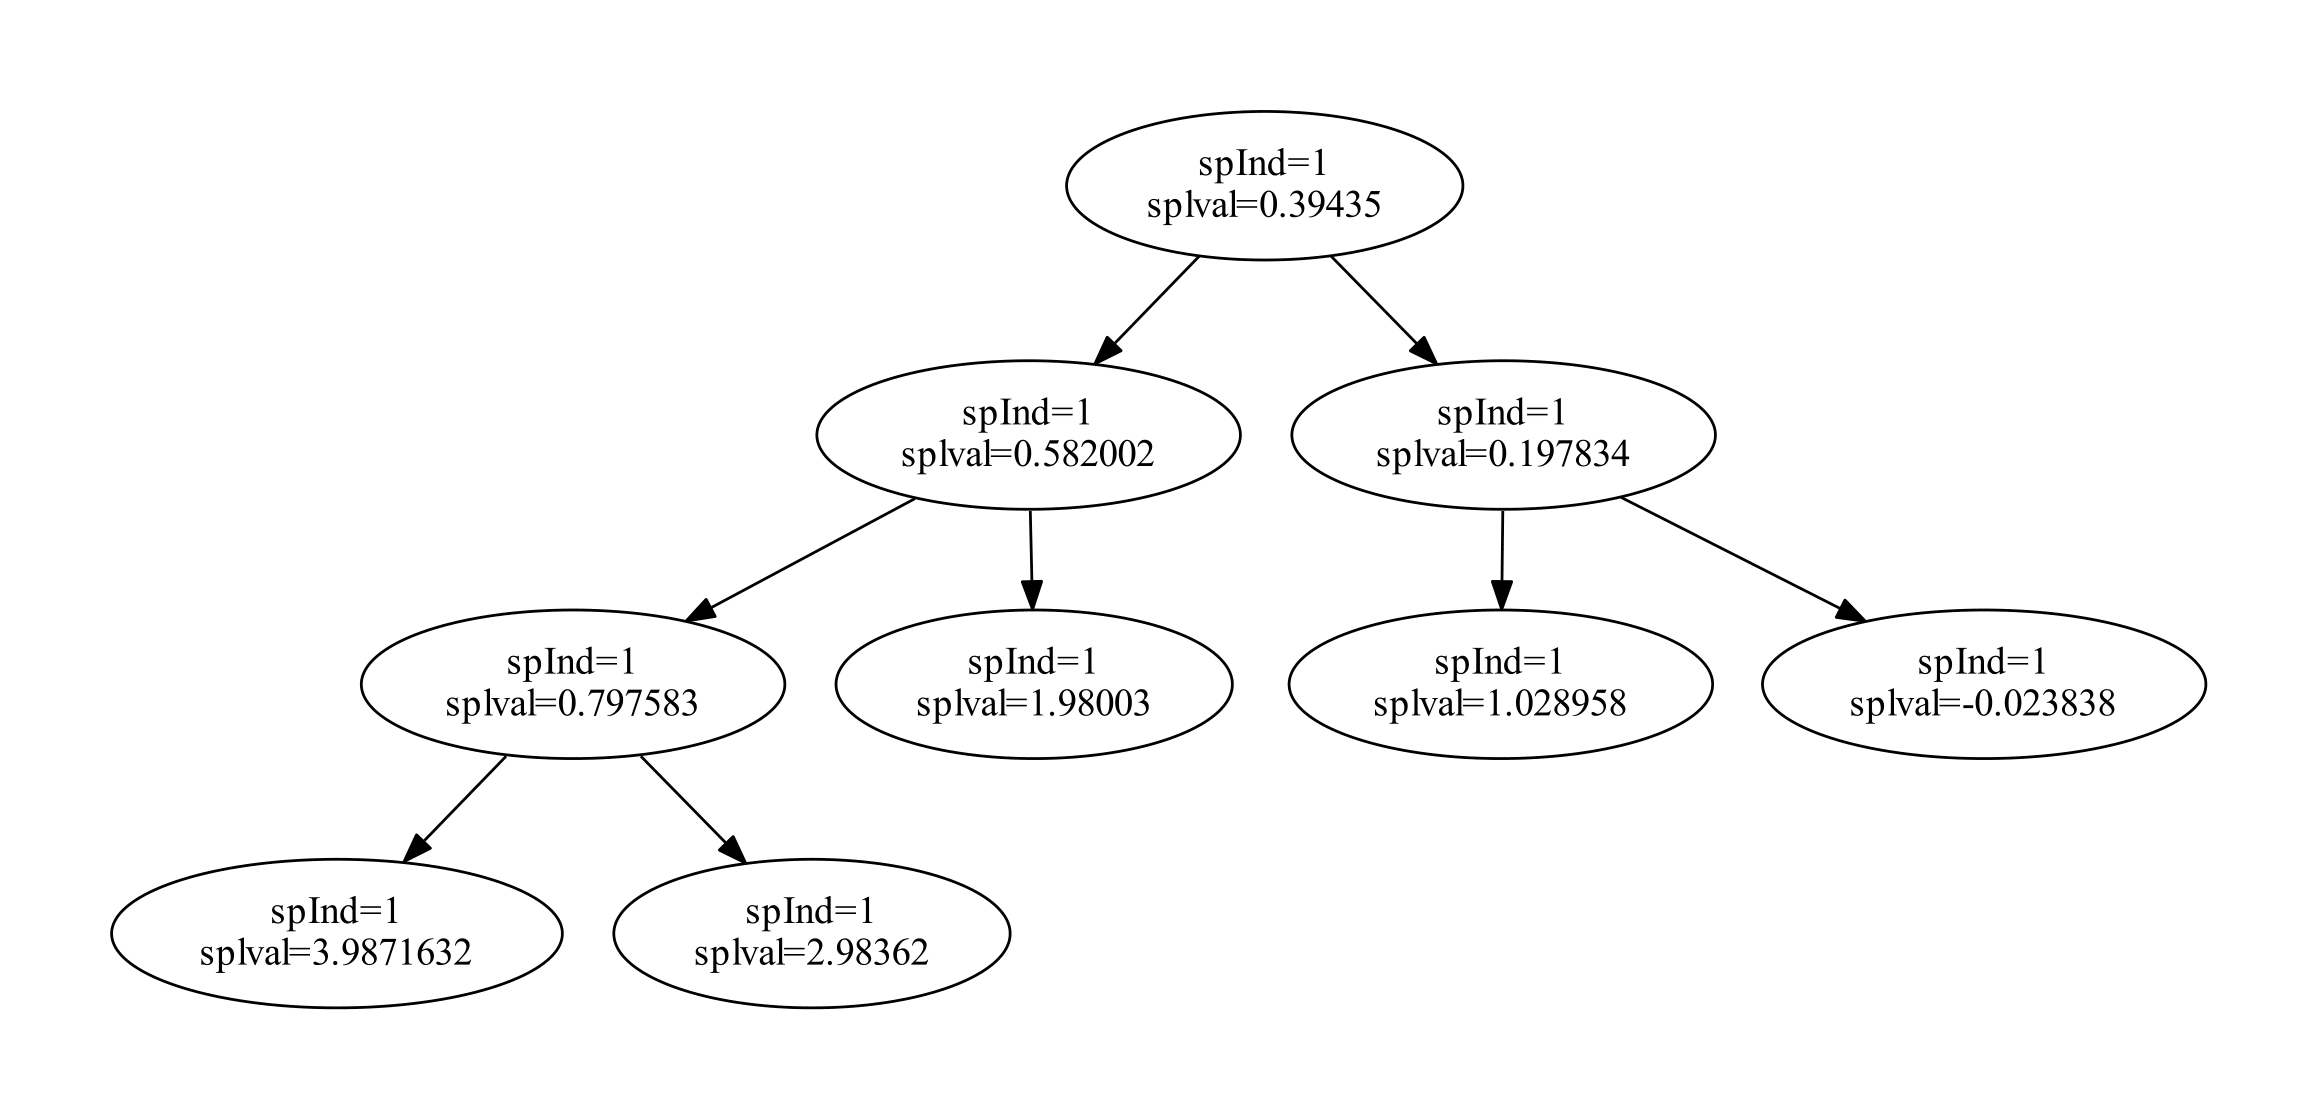 spInd=1
splval=0.39435
spInd=1
splval=0.582002
spInd=1
splval=0.197834
spInd=1
splval=0.797583
spInd=1
splval=1.98003
spInd=1
splval=1.028958
spInd=1
splval=-0.023838
spInd=1
splval=3.9871632
spInd=1
splval=2.98362